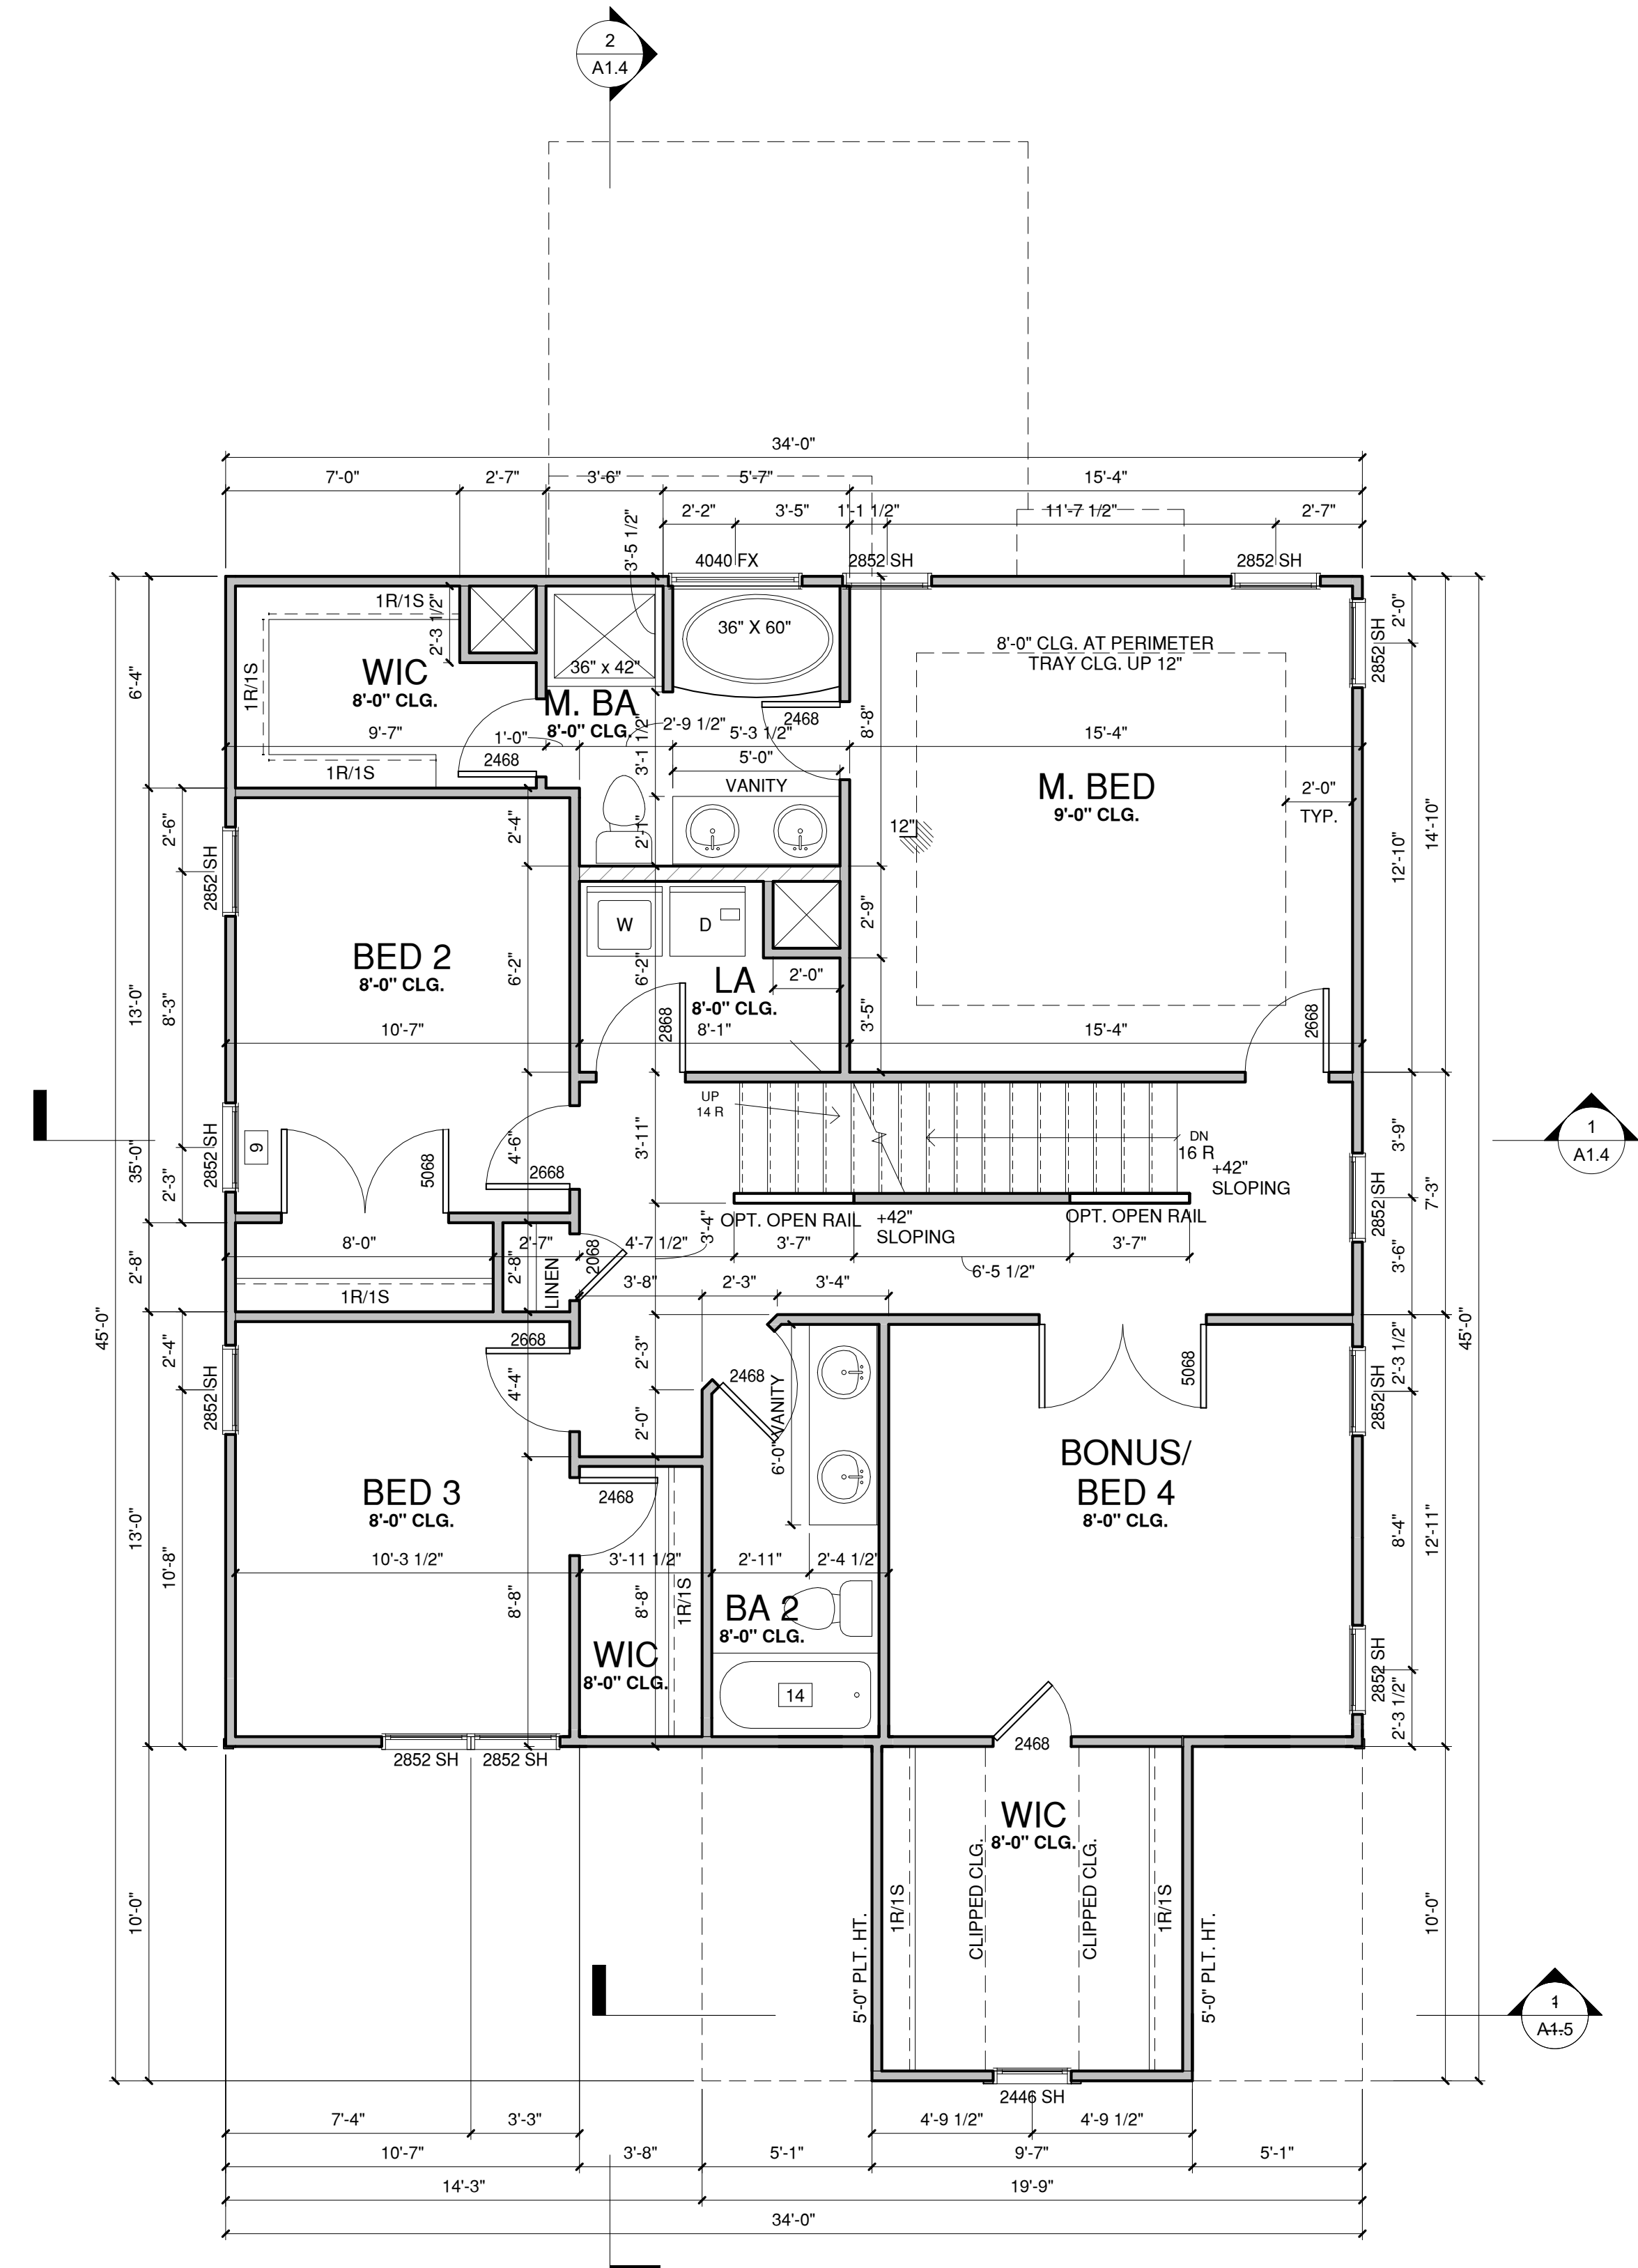 2
A1.4
34'-0"
7'-0"
2'-7"
3'-6"
5'-7"
15'-4"
2'-2"
3'-5"
1'-1 1/2"
11'-7 1/2"
2'-7"
3'-5 1/2"
4040 FX
2852 SH
2852 SH
1R/1S
2'-3 1/2"
36" X 60"
36" x 42"
8'-0" CLG. AT PERIMETER
TRAY CLG. UP 12"
2852 SH
2'-0"
6'-4"
1R/1S
WIC
8'-0" CLG.
M. BA
8'-0" CLG.
2468
9'-7"
1'-0"
3'-1 1/2"
2'-9 1/2"
5'-3 1/2"
8'-8"
15'-4"
5'-0"
VANITY
2468
1R/1S
M. BED
9'-0" CLG.
2'-0"
TYP.
12"
2'-6"
2'-4"
2'-1"
12'-10"
14'-10"
2852 SH
W
D
2'-9"
BED 2
8'-0" CLG.
6'-2"
6'-2"
LA
8'-0" CLG.
2'-0"
13'-0"
8'-3"
10'-7"
2868
8'-1"
3'-5"
15'-4"
2668
UP
14 R
DN
16 R
+42"
SLOPING
3'-9"
1
A1.4
35'-0"
2852 SH
9
5068
4'-6"
2668
3'-11"
2'-3"
2852 SH
7'-3"
OPT. OPEN RAIL
+42"
SLOPING
OPT. OPEN RAIL
3'-4"
8'-0"
2'-7"
4'-7 1/2"
3'-7"
3'-7"
6'-5 1/2"
3'-6"
2'-8"
2'-8"
LINEN
2068
1R/1S
3'-8"
2'-3"
3'-4"
45'-0"
45'-0"
2'-4"
2668
2'-3"
2468
2'-3 1/2"
2852 SH
4'-4"
2'-0"
6'-0" VANITY
5068
2852 SH
BONUS/
BED 4
8'-0" CLG.
BED 3
8'-0" CLG.
2468
13'-0"
10'-8"
8'-4"
12'-11"
10'-3 1/2"
3'-11 1/2"
2'-11"
2'-4 1/2"
8'-8"
8'-8"
1R/1S
BA 2
8'-0" CLG.
WIC
8'-0" CLG.
14
2852 SH
2'-3 1/2"
2468
2852 SH
2852 SH
WIC
8'-0" CLG.
10'-0"
5'-0" PLT. HT.
1R/1S
CLIPPED CLG.
CLIPPED CLG.
1R/1S
5'-0" PLT. HT.
10'-0"
1
A1.5
2446 SH
7'-4"
3'-3"
4'-9 1/2"
4'-9 1/2"
10'-7"
3'-8"
5'-1"
9'-7"
5'-1"
14'-3"
19'-9"
34'-0"